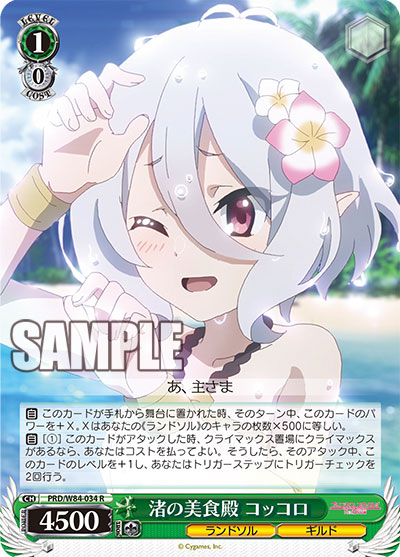 LEVEL
1
0
COST
SAMPLE
あ、主さま
自 このカードが手札から舞台に置かれた時、そのターン中、このカードのパ
ワーを+X。Xはあなたの《ランドソル》のキャラの枚数×500に等しい。
自 [①] このカードがアタックした時、クライマックス置場にクライマックス
があるなら、あなたはコストを払ってよい。そうしたら、そのアタック中、こ
のカードのレベルを+1し、あなたはトリガーステップにトリガーチェックを
2回行う。
CH PRD/W84-034 R
4500
POWER
渚の美食殿 コッコロ
ランドソル
ギルド
© Cygames, Inc.